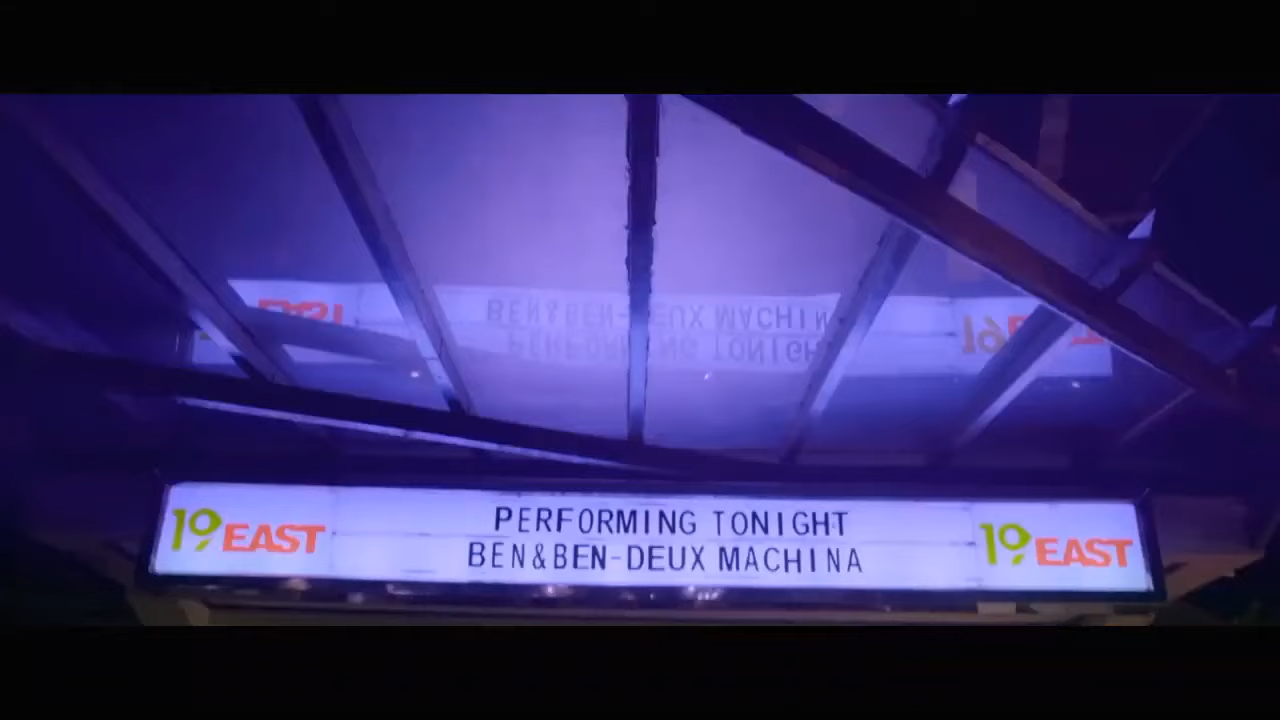 PERFORMING TONIGHT
BEN&BEN-DEUX MACHINA
19 EAST
19 EAST